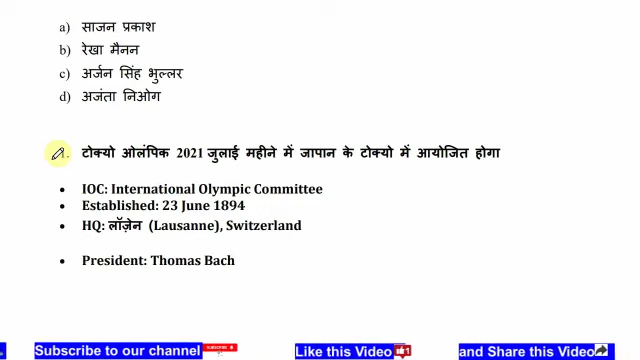 a) साजन प्रकाश
b) रेखा मैनन
c) अर्जन सिंह भुल्लर
d) अजंता निओग
1. टोक्यो ओलंपिक 2021 जुलाई महीने में जापान के टोक्यो में आयोजित होगा
• IOC: International Olympic Committee
• Established: 23 June 1894
• HQ: लॉज़ेन (Lausanne), Switzerland
• President: Thomas Bach
Subscribe to our channel Like this Video and Share this Video